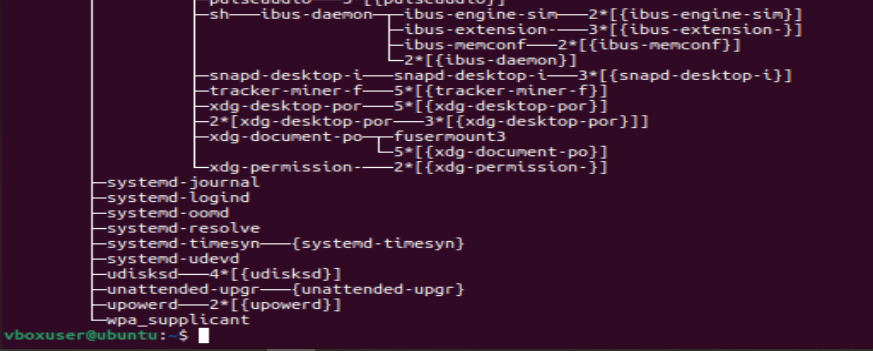 ├─sh───ibus-daemon─┬─ibus-engine-sim───2*[{ibus-engine-sim}]
├─ibus-extension-───3*[{ibus-extension-}]
├─ibus-memconf───2*[{ibus-memconf}]
└─2*[{ibus-daemon}]
├─snapd-desktop-i───snapd-desktop-i───3*[{snapd-desktop-i}]
├─tracker-miner-f───5*[{tracker-miner-f}]
├─xdg-desktop-por───5*[{xdg-desktop-por}]
├─2*[xdg-desktop-por───3*[{xdg-desktop-por}]]
├─xdg-document-po─┬─fusermount3
└─5*[{xdg-document-po}]
└─xdg-permission-───2*[{xdg-permission-}]
├─systemd-journal
├─systemd-logind
├─systemd-oomd
├─systemd-resolve
├─systemd-timesyn───{systemd-timesyn}
├─systemd-udevd
├─udisksd───4*[{udisksd}]
├─unattended-upgr───{unattended-upgr}
├─upowerd───2*[{upowerd}]
└─wpa_supplicant
vboxuser@ubuntu:~$